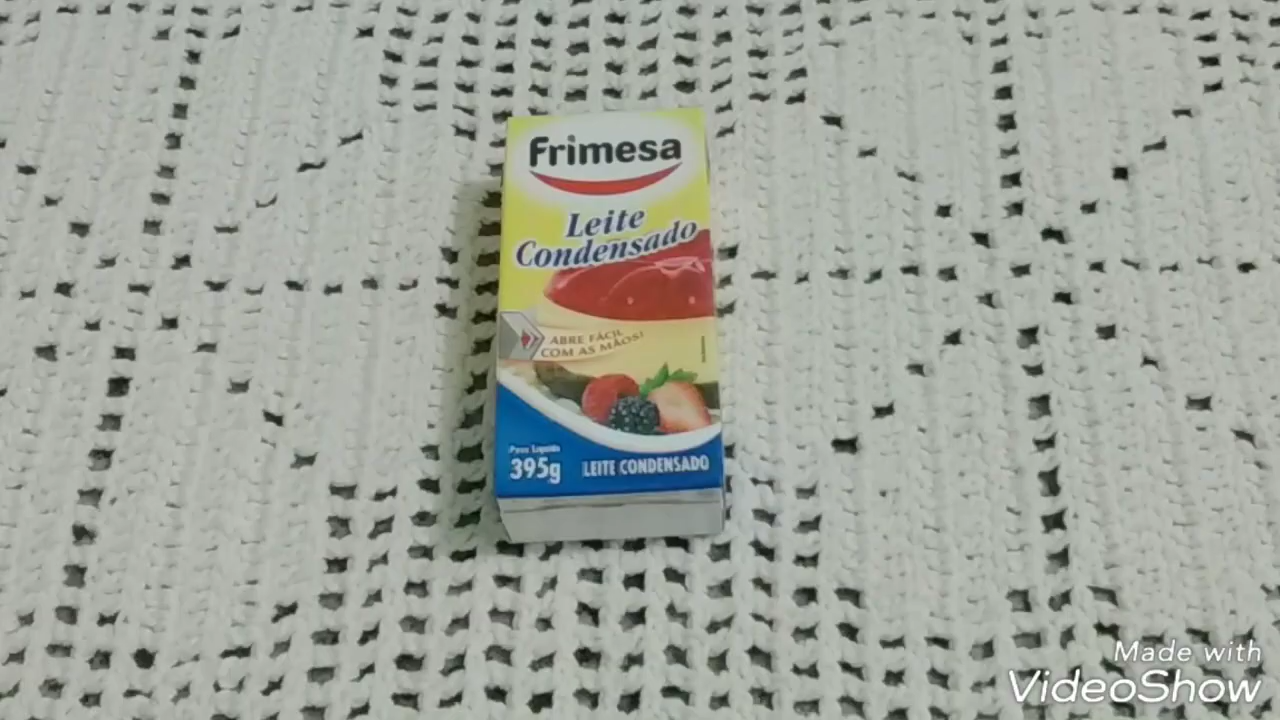 Frimesa
Leite
Condensado
ABRE FÁCIL
COM AS MÃOS!
Peso Líquido
395g
LEITE CONDENSADO
Made with
VideoShow